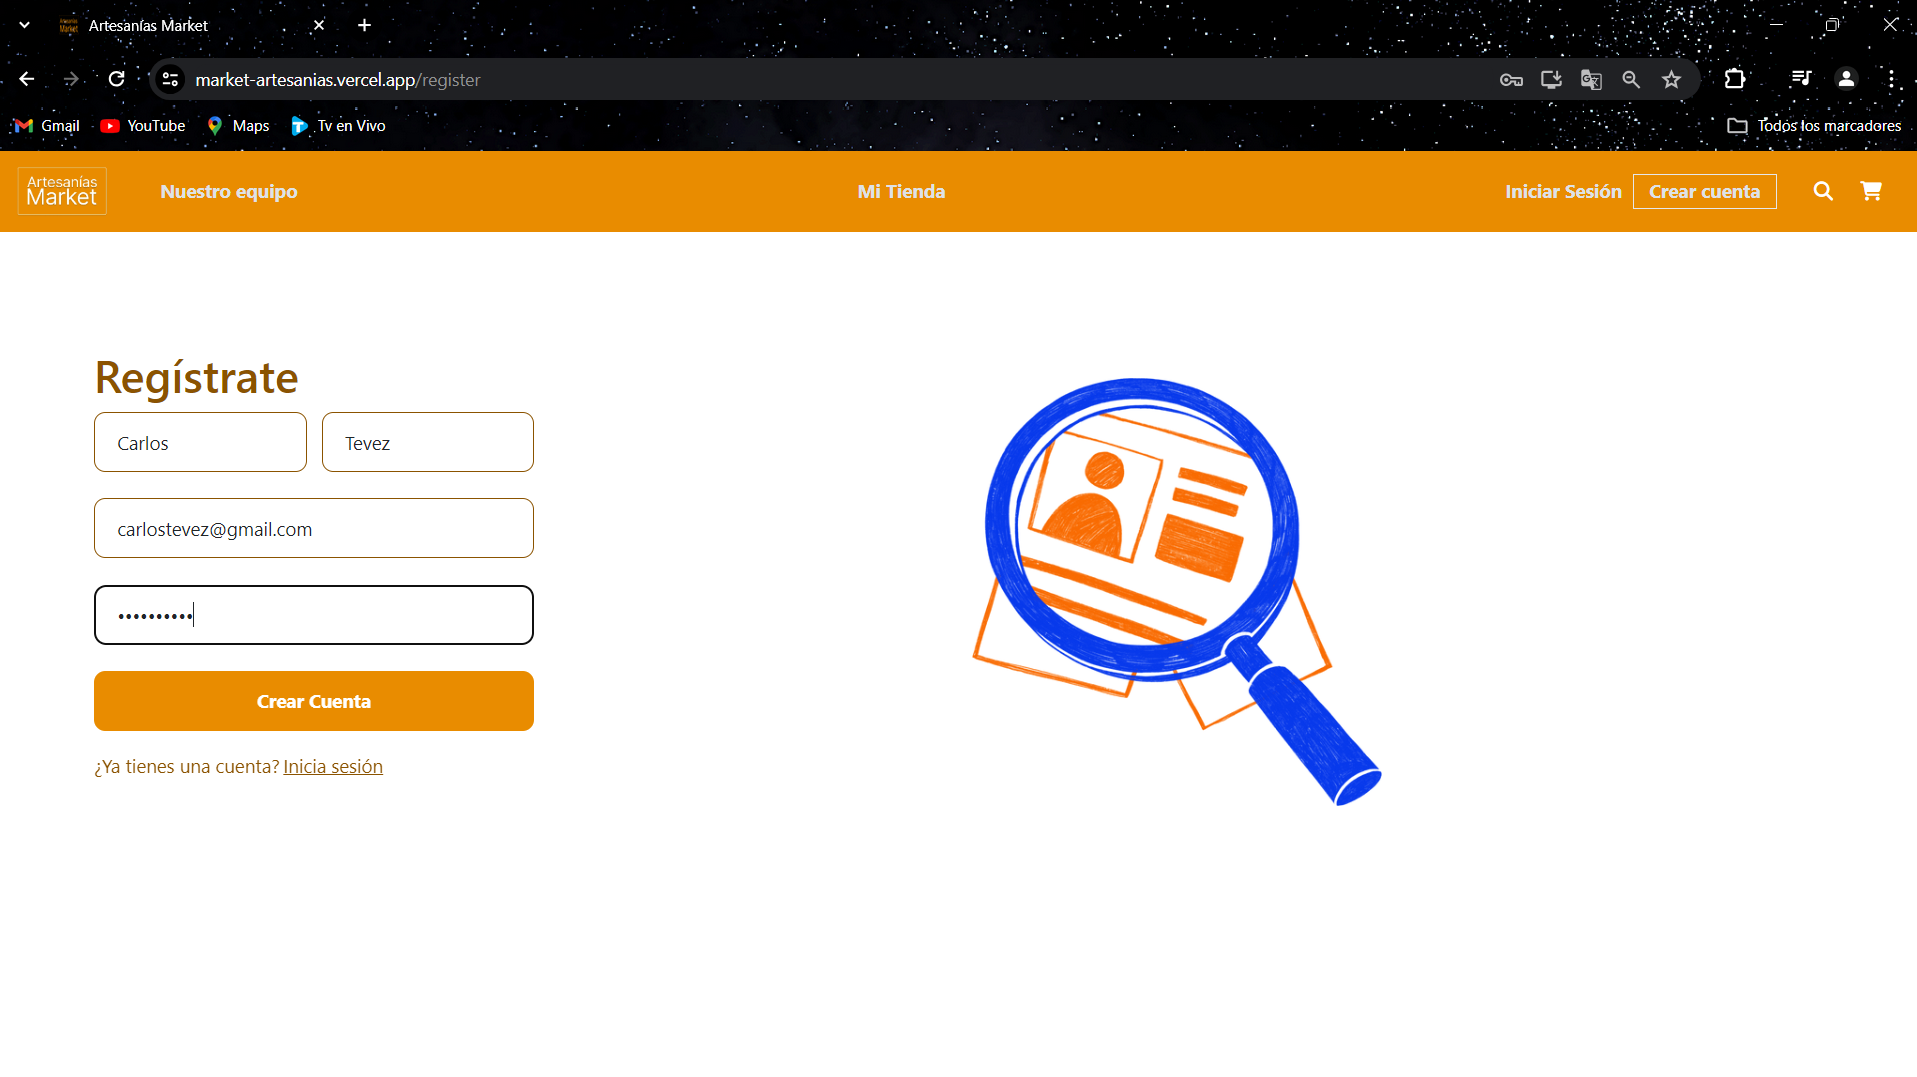 Artesanías Market
market-artesanias.vercel.app/register
Gmail YouTube Maps Tv en Vivo Todos los marcadores
Artesanías
Market
Nuestro equipo Mi Tienda Iniciar Sesión Crear cuenta
Regístrate
Carlos Tevez
carlostevez@gmail.com
••••••••••
Crear Cuenta
¿Ya tienes una cuenta? Inicia sesión